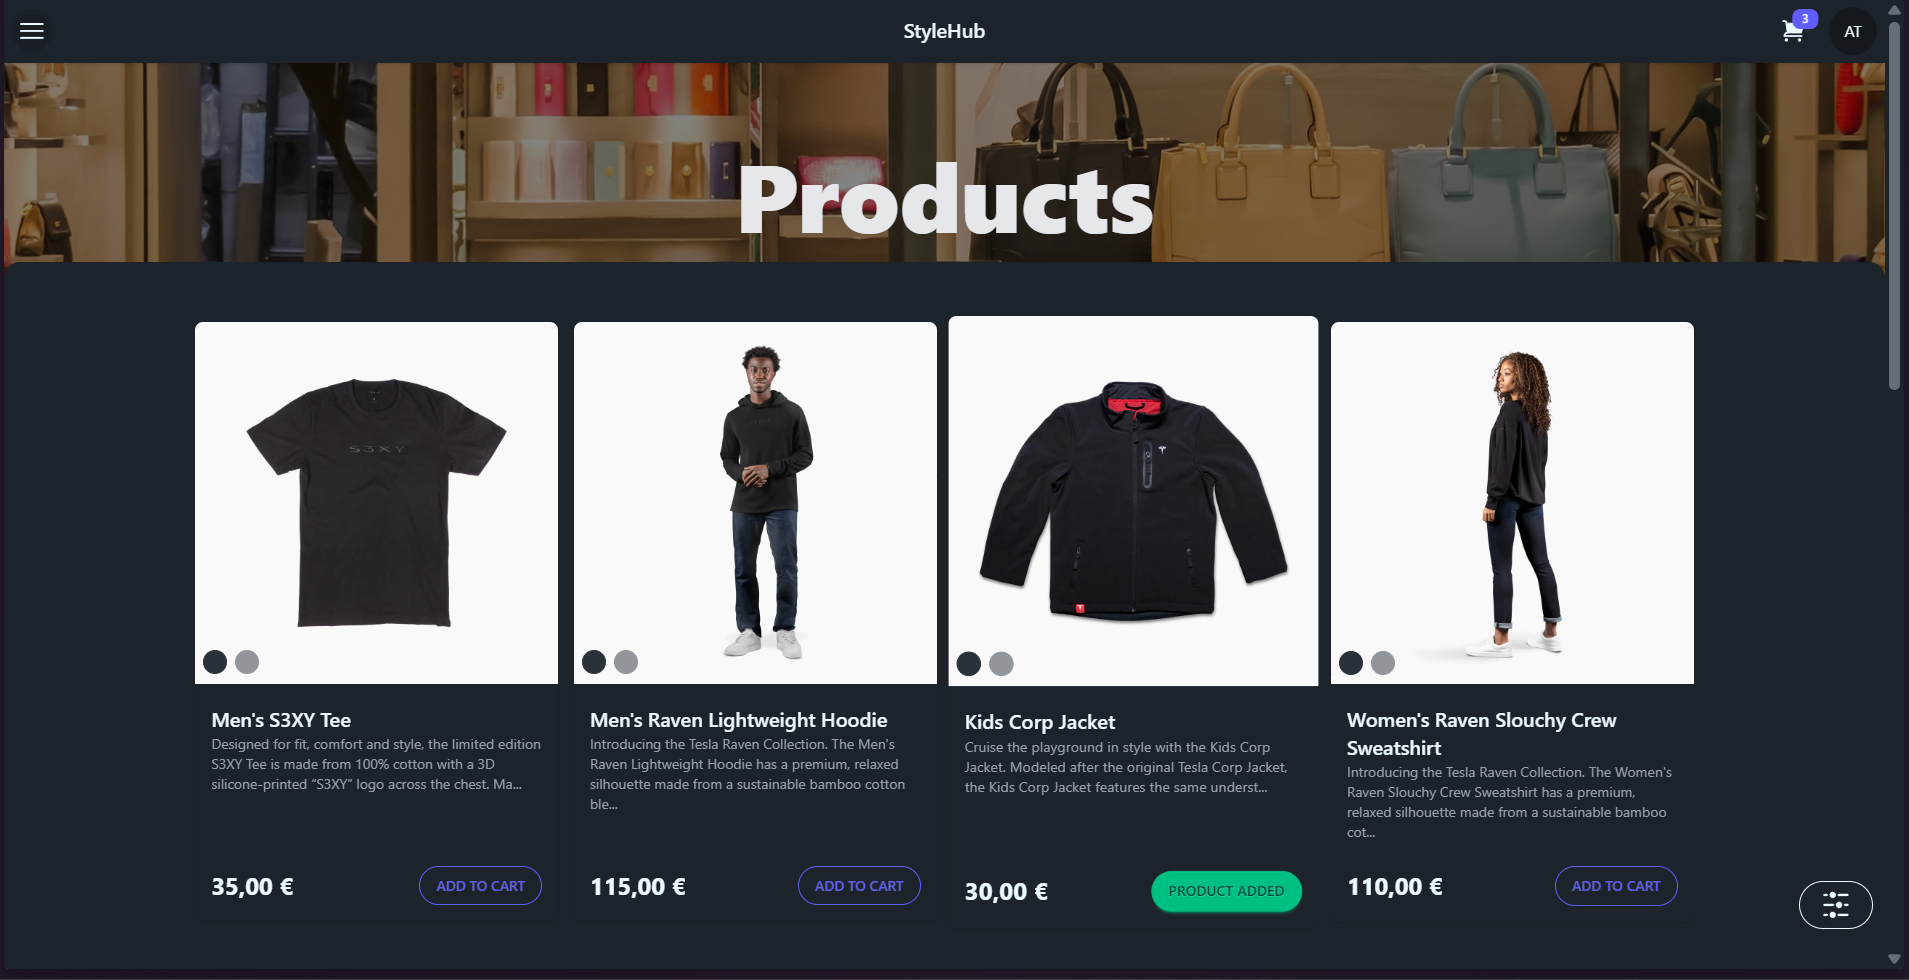 StyleHub
3
AT
Products
S3XY
Men's S3XY Tee
Designed for fit, comfort and style, the limited edition
S3XY Tee is made from 100% cotton with a 3D
silicone-printed “S3XY” logo across the chest. Ma...
35,00 €
ADD TO CART
Men's Raven Lightweight Hoodie
Introducing the Tesla Raven Collection. The Men's
Raven Lightweight Hoodie has a premium, relaxed
silhouette made from a sustainable bamboo cotton
ble...
115,00 €
ADD TO CART
Kids Corp Jacket
Cruise the playground in style with the Kids Corp
Jacket. Modeled after the original Tesla Corp Jacket,
the Kids Corp Jacket features the same underst...
30,00 €
PRODUCT ADDED
Women's Raven Slouchy Crew
Sweatshirt
Introducing the Tesla Raven Collection. The Women's
Raven Slouchy Crew Sweatshirt has a premium,
relaxed silhouette made from a sustainable bamboo
cot...
110,00 €
ADD TO CART